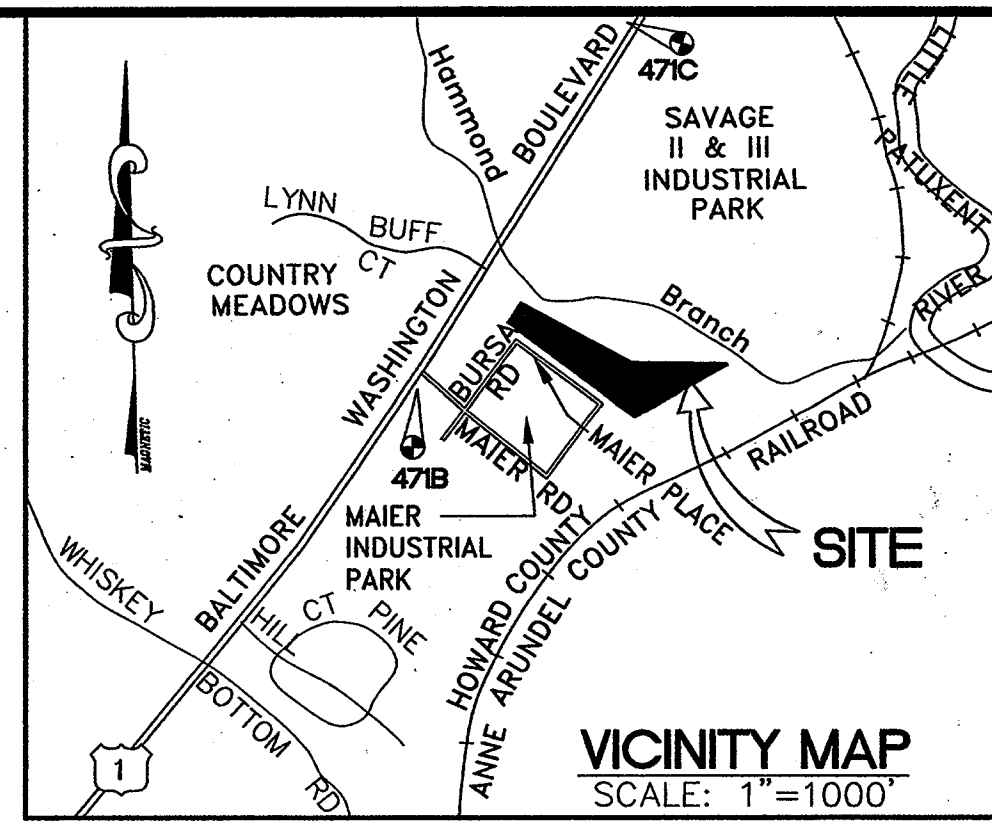 BOULEVARD
471C
Hammond
LITTLE
PATUXENT
SAVAGE
II & III
INDUSTRIAL
PARK
LYNN
BUFF
CT
COUNTRY
MEADOWS
WASHINGTON
RIVER
Branch
BURSA
RD
MAGNETIC
MAIER RD
471B
MAIER PLACE
RAILROAD
MAIER
INDUSTRIAL
PARK
SITE
WHISKEY
BALTIMORE
HOWARD COUNTY
ANNE ARUNDEL COUNTY
HILL
CT
PINE
BOTTOM
RD
1
VICINITY MAP
SCALE: 1"=1000'